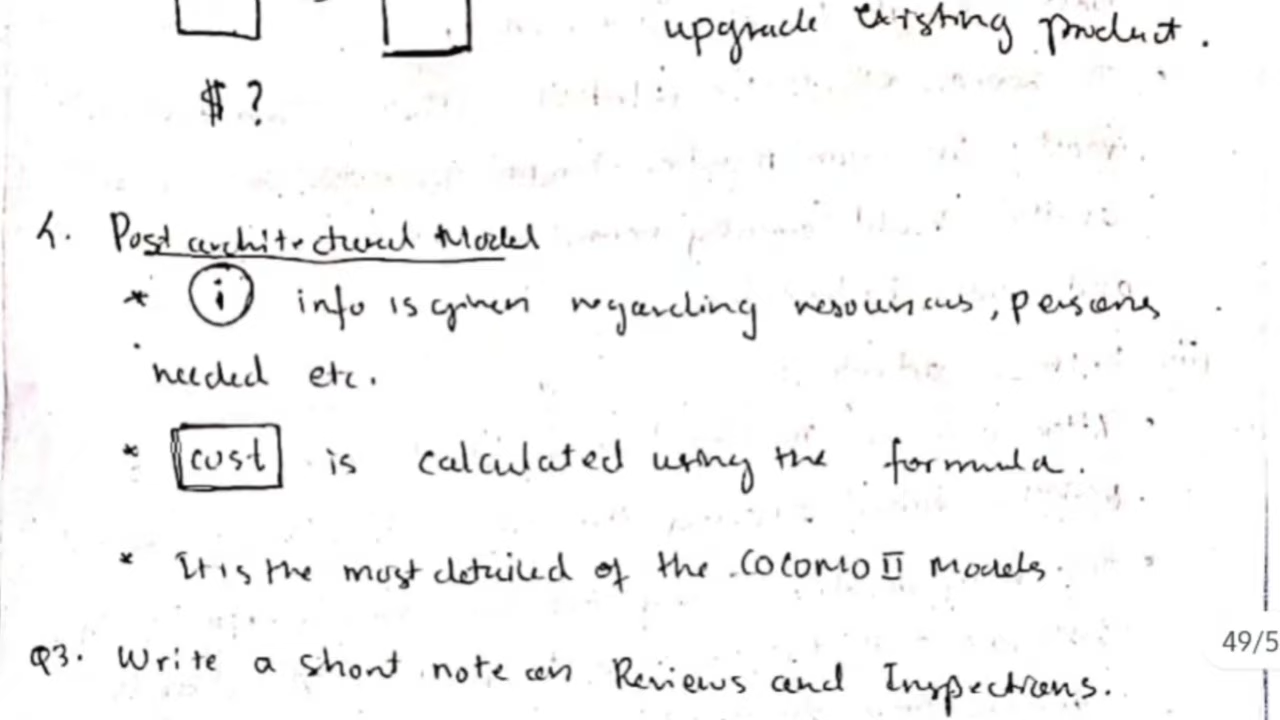 upgrade existing product.
$ ?
4. Post architectural Model
* i info is given regarding resources, persons
needed etc.
* cost is calculated using the formula.
* It is the most detailed of the COCOMO II Models.
Q3. Write a short note on Reviews and Inspections.
49/5